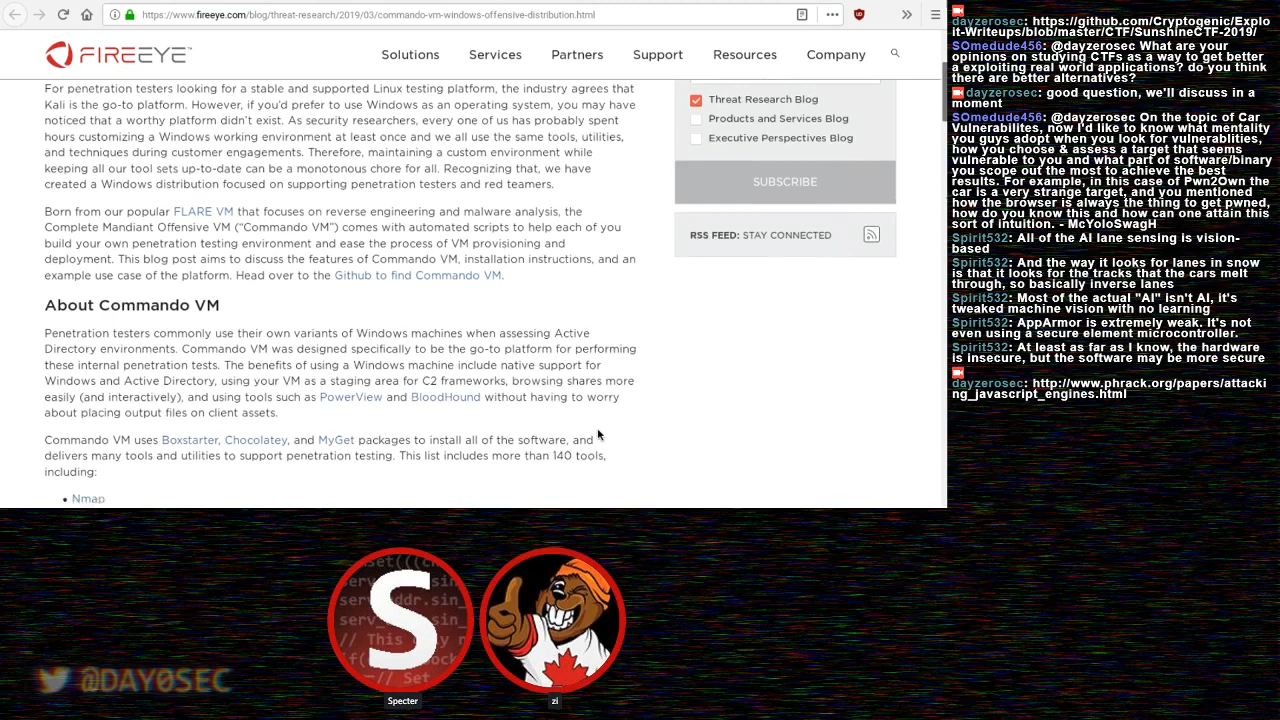 https://www.fireeye.com/blog/threat-research/2019/03/commando-vm-windows-offensive-distribution.html
FIREEYE™
Solutions
Services
Partners
Support
Resources
Company
For penetration testers looking for a stable and supported Linux testing platform, the industry agrees that
Kali is the go-to platform. However, if you'd prefer to use Windows as an operating system, you may have
noticed that a worthy platform didn't exist. As security researchers, every one of us has probably spent
hours customizing a Windows working environment at least once and we all use the same tools, utilities,
and techniques during customer engagements. Therefore, maintaining a custom environment while
keeping all our tool sets up-to-date can be a monotonous chore for all. Recognizing that, we have
created a Windows distribution focused on supporting penetration testers and red teamers.
Born from our popular FLARE VM that focuses on reverse engineering and malware analysis, the
Complete Mandiant Offensive VM ("Commando VM") comes with automated scripts to help each of you
build your own penetration testing environment and ease the process of VM provisioning and
deployment. This blog post aims to discuss the features of Commando VM, installation instructions, and an
example use case of the platform. Head over to the Github to find Commando VM.
About Commando VM
Penetration testers commonly use their own variants of Windows machines when assessing Active
Directory environments. Commando VM was designed specifically to be the go-to platform for performing
these internal penetration tests. The benefits of using a Windows machine include native support for
Windows and Active Directory, using your VM as a staging area for C2 frameworks, browsing shares more
easily (and interactively), and using tools such as PowerView and BloodHound without having to worry
about placing output files on client assets.
Commando VM uses Boxstarter, Chocolatey, and MyGet packages to install all of the software, and
delivers many tools and utilities to support penetration testing. This list includes more than 140 tools,
including:
• Nmap
Threat Research Blog
Products and Services Blog
Executive Perspectives Blog
SUBSCRIBE
RSS FEED: STAY CONNECTED
dayzerosec: https://github.com/Cryptogenic/Explo
it-Writeups/blob/master/CTF/SunshineCTF-2019/
SOmedude456: @dayzerosec What are your
opinions on studying CTFs as a way to get better
a exploiting real world applications? do you think
there are better alternatives?
dayzerosec: good question, we'll discuss in a
moment
SOmedude456: @dayzerosec On the topic of Car
Vulnerabilites, now I'd like to know what mentality
you guys adopt when you look for vulnerablities,
how you choose & assess a target that seems
vulnerable to you and what part of software/binary
you scope out the most to achieve the best
results. For example, in this case of Pwn2Own the
car is a very strange target, and you mentioned
how the browser is always the thing to get pwned,
how do you know this and how can one attain this
sort of intuition. - McYoloSwagH
Spirit532: All of the AI lane sensing is vision-
based
Spirit532: And the way it looks for lanes in snow
is that it looks for the tracks that the cars melt
through, so basically inverse lanes
Spirit532: Most of the actual "AI" isn't AI, it's
tweaked machine vision with no learning
Spirit532: AppArmor is extremely weak. It's not
even using a secure element microcontroller.
Spirit532: At least as far as I know, the hardware
is insecure, but the software may be more secure
dayzerosec: http://www.phrack.org/papers/attacki
ng_javascript_engines.html
S
Specter
zi
@DAY0SEC